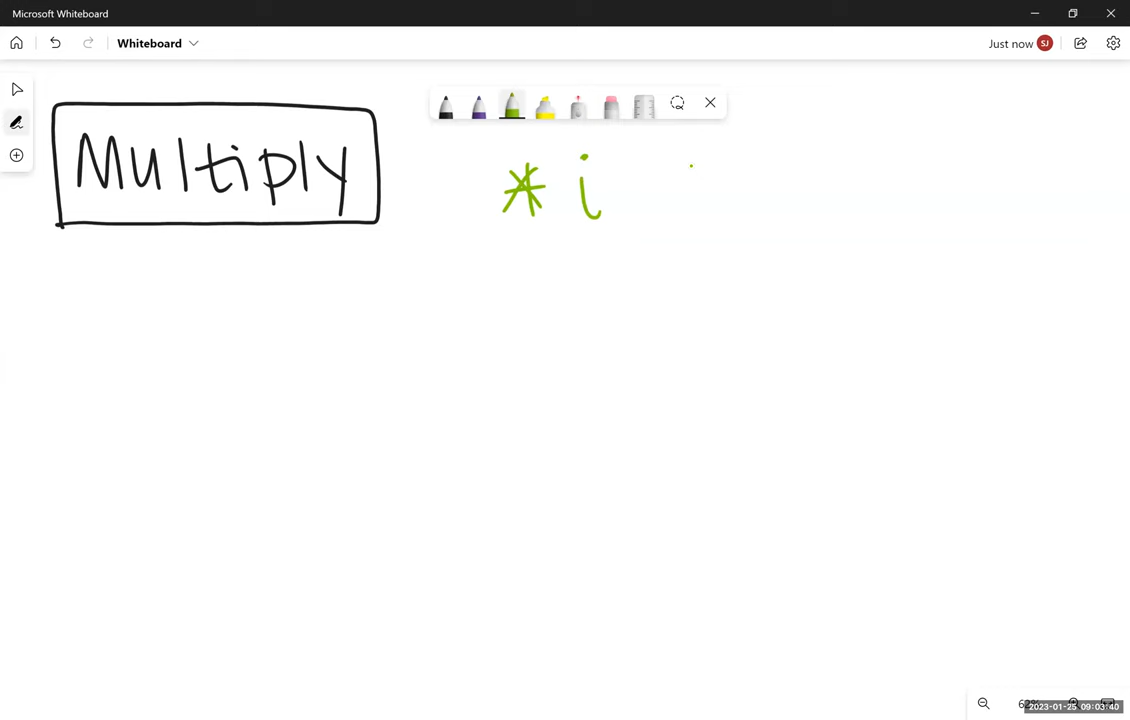 Microsoft Whiteboard
Whiteboard
Just now SJ
Multiply
* i
2023-01-25 09:03:40